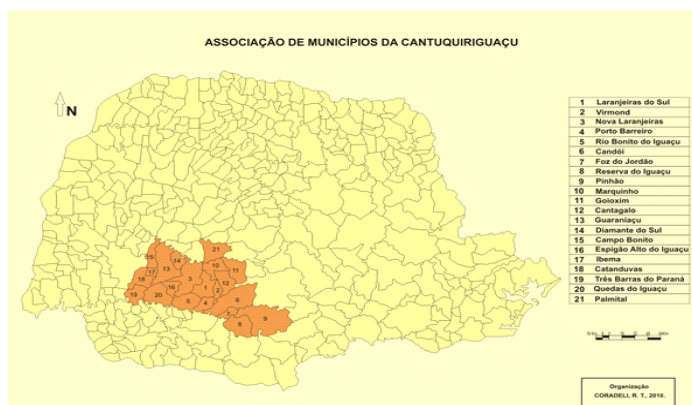 ASSOCIAÇÃO DE MUNICÍPIOS DA CANTUQUIRIGUAÇU
N
1 Laranjeiras do Sul
2 Virmond
3 Nova Laranjeiras
4 Porto Barreiro
5 Rio Bonito do Iguaçu
6 Candói
7 Foz do Jordão
8 Reserva do Iguaçu
9 Pinhão
10 Marquinho
11 Goioxim
12 Cantagalo
13 Guaraniaçu
14 Diamante do Sul
15 Campo Bonito
16 Espigão Alto do Iguaçu
17 Ibema
18 Catanduvas
19 Três Barras do Paraná
20 Quedas do Iguaçu
21 Palmital
21
15
14
10
13
17
11
18
3
12
16
1
2
19
20
6
5
4
7
9
8
Organização
CORADELI, R. T., 2010.